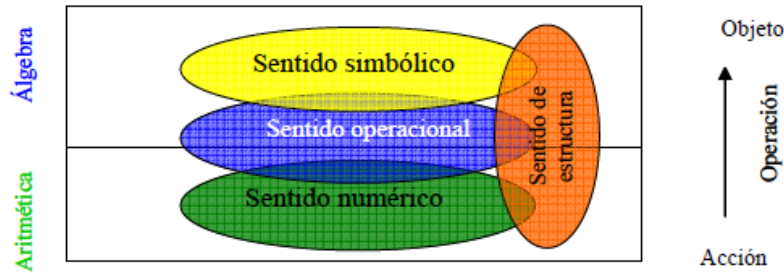 Álgebra
Aritmética
Sentido simbólico
Sentido operacional
Sentido numérico
Sentido de
estructura
Objeto
Operación
Acción